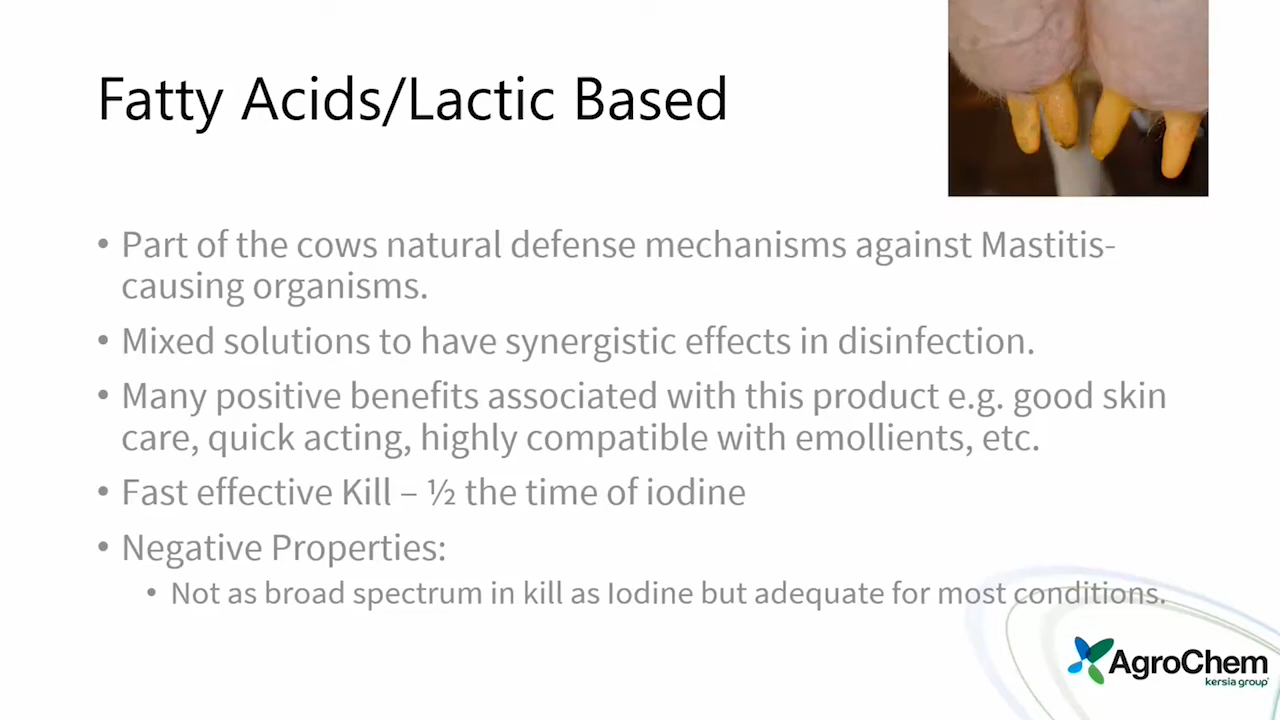 Fatty Acids/Lactic Based
• Part of the cows natural defense mechanisms against Mastitis-
causing organisms.
• Mixed solutions to have synergistic effects in disinfection.
• Many positive benefits associated with this product e.g. good skin
care, quick acting, highly compatible with emollients, etc.
• Fast effective Kill – ½ the time of iodine
• Negative Properties:
• Not as broad spectrum in kill as Iodine but adequate for most conditions.
AgroChem
kersia group